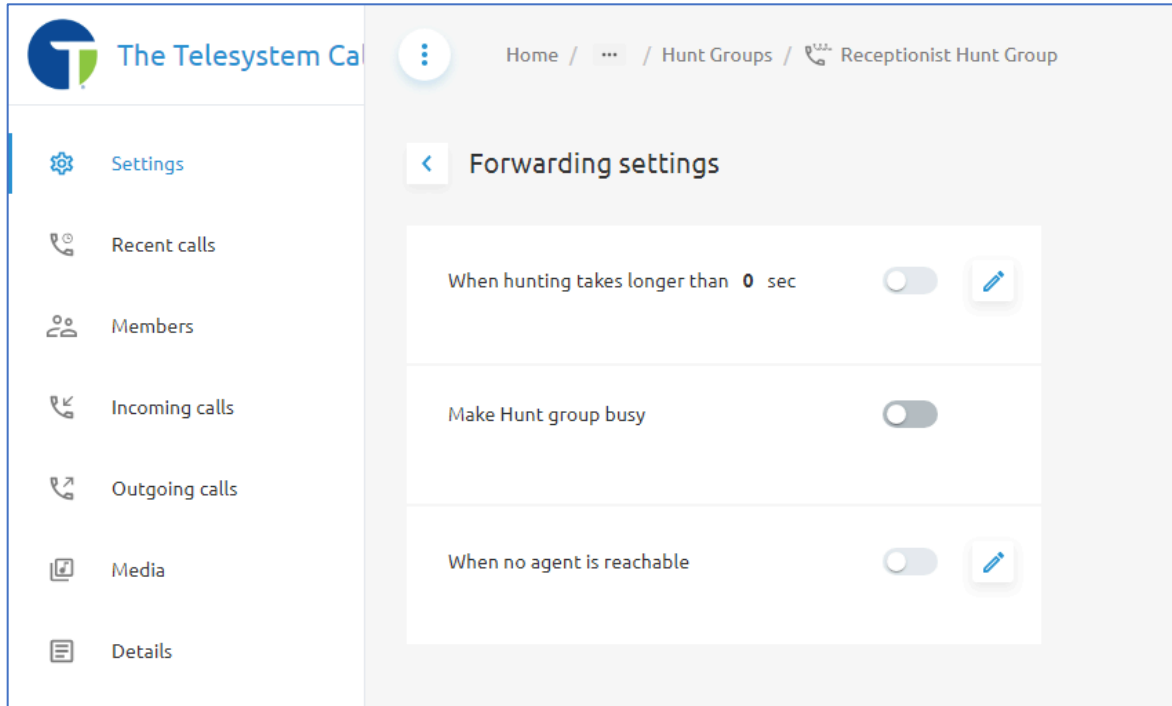 The Telesystem Cal
Home / ... / Hunt Groups / Receptionist Hunt Group
Settings
Recent calls
Members
Incoming calls
Outgoing calls
Media
Details
Forwarding settings
When hunting takes longer than 0 sec
Make Hunt group busy
When no agent is reachable